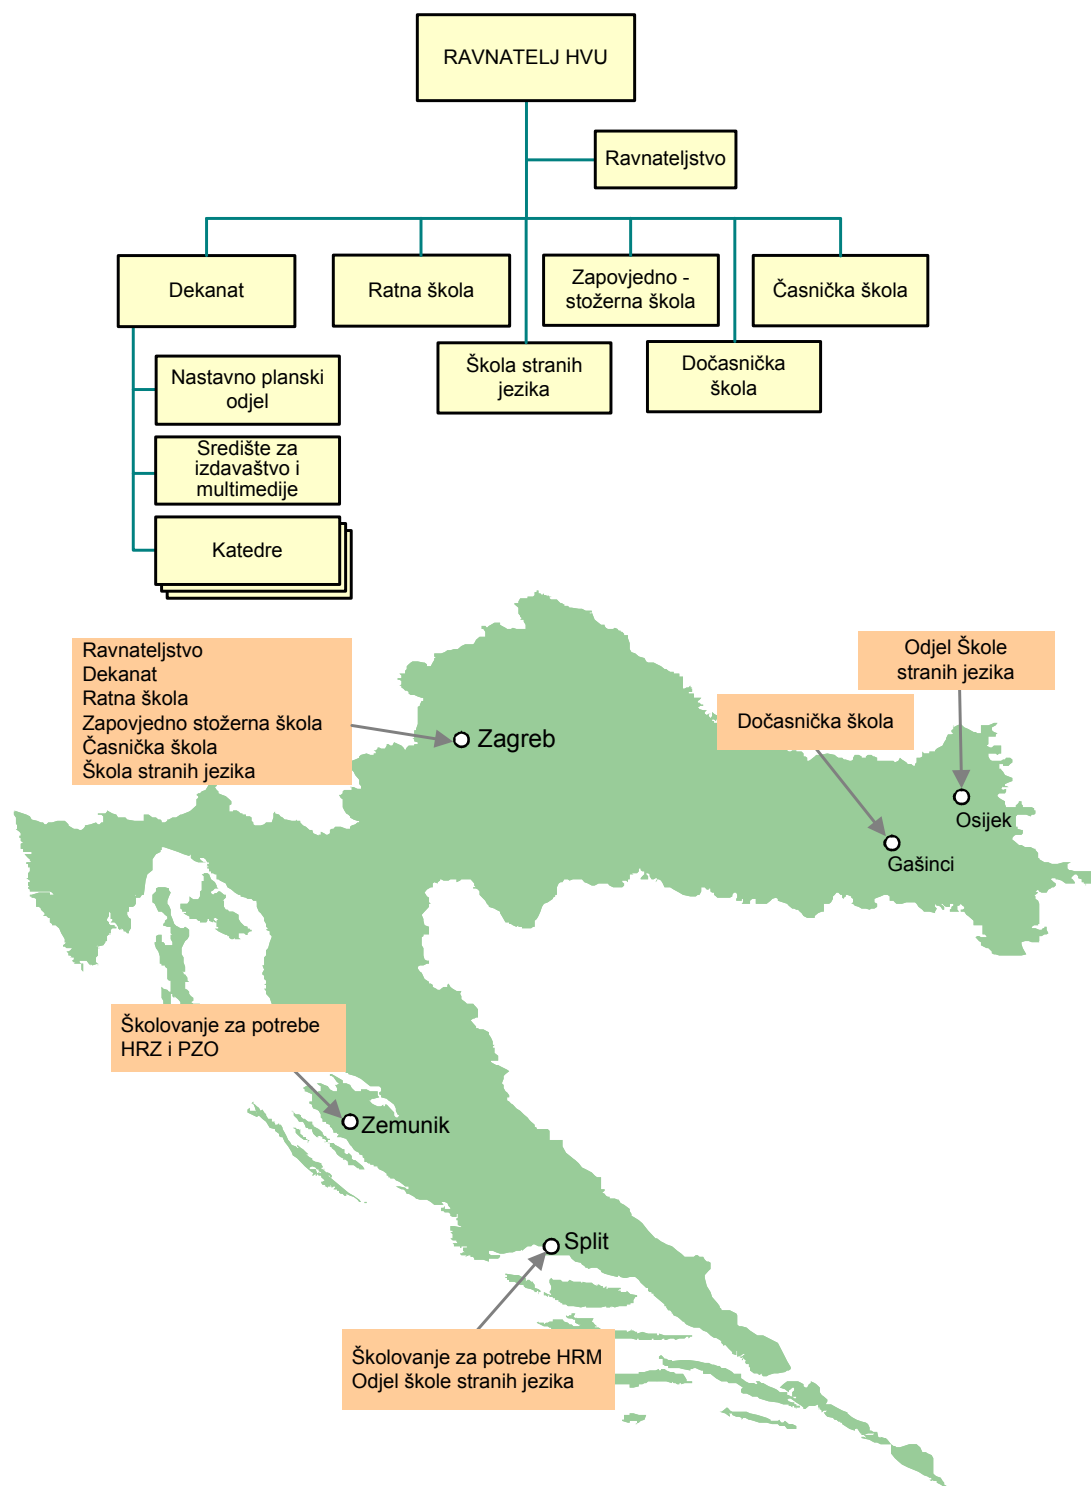 RAVNATELJ HVU
Ravnateljstvo
Dekanat
Ratna škola
Zapovjedno -
stožerna škola
Časnička škola
Škola stranih
jezika
Dočasnička
škola
Nastavno planski
odjel
Središte za
izdavaštvo i
multimedije
Katedre
Ravnateljstvo
Dekanat
Ratna škola
Zapovjedno stožerna škola
Časnička škola
Škola stranih jezika
Zagreb
Dočasnička škola
Odjel Škole
stranih jezika
Osijek
Gašinci
Školovanje za potrebe
HRZ i PZO
Zemunik
Split
Školovanje za potrebe HRM
Odjel škole stranih jezika